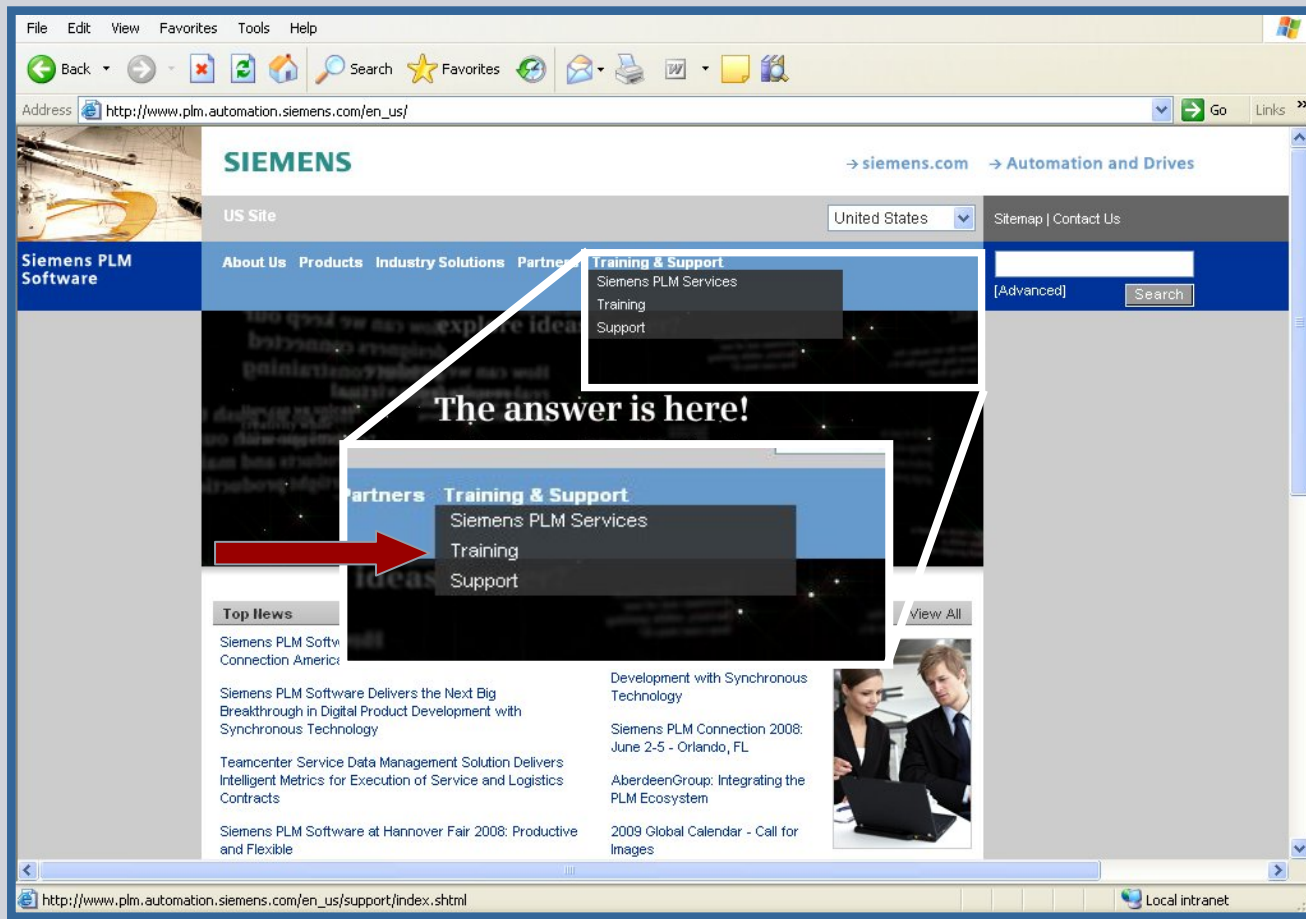 File Edit View Favorites Tools Help
Back Search Favorites
Address http://www.plm.automation.siemens.com/en_us/ Go Links »
SIEMENS
→ siemens.com → Automation and Drives
US Site
United States
Sitemap | Contact Us
Siemens PLM
Software
About Us Products Industry Solutions Partners Training & Support
Siemens PLM Services
Training
Support
[Advanced] Search
The answer is here!
Partners Training & Support
Siemens PLM Services
Training
Support
Top News
View All
Siemens PLM Softw
Connection America
Siemens PLM Software Delivers the Next Big
Breakthrough in Digital Product Development with
Synchronous Technology
Teamcenter Service Data Management Solution Delivers
Intelligent Metrics for Execution of Service and Logistics
Contracts
Siemens PLM Software at Hannover Fair 2008: Productive
and Flexible
Development with Synchronous
Technology
Siemens PLM Connection 2008:
June 2-5 - Orlando, FL
AberdeenGroup: Integrating the
PLM Ecosystem
2009 Global Calendar - Call for
Images
http://www.plm.automation.siemens.com/en_us/support/index.shtml
Local intranet